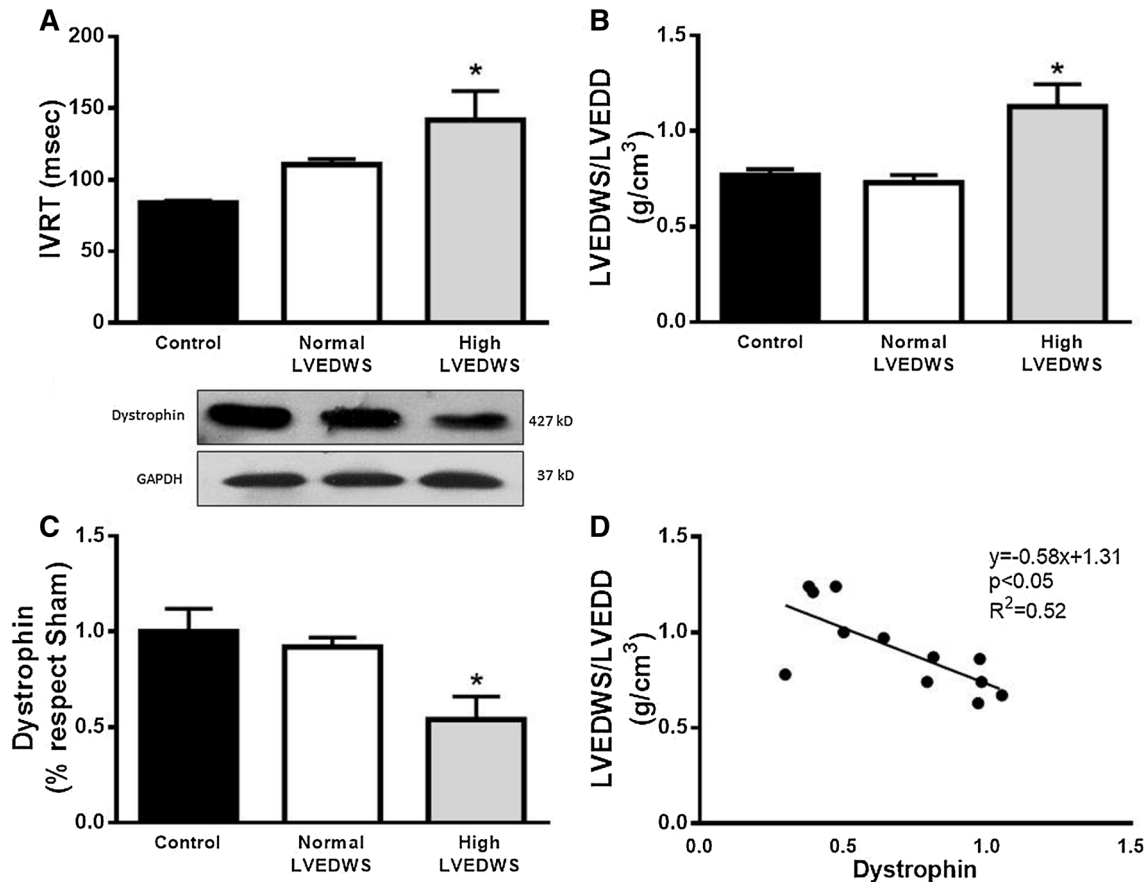 A
IVRT (msec)
200
150
100
50
0
*
Control
Normal
LVEDWS
High
LVEDWS
B
LVEDWS/LVEDD
(g/cm³)
1.5
1.0
0.5
0.0
*
Control
Normal
LVEDWS
High
LVEDWS
Dystrophin
427 kD
GAPDH
37 kD
C
Dystrophin
(% respect Sham)
1.5
1.0
0.5
0.0
*
Control
Normal
LVEDWS
High
LVEDWS
D
LVEDWS/LVEDD
(g/cm³)
1.5
1.0
0.5
0.0
y=-0.58x+1.31
p<0.05
R²=0.52
0.0
0.5
1.0
1.5
Dystrophin